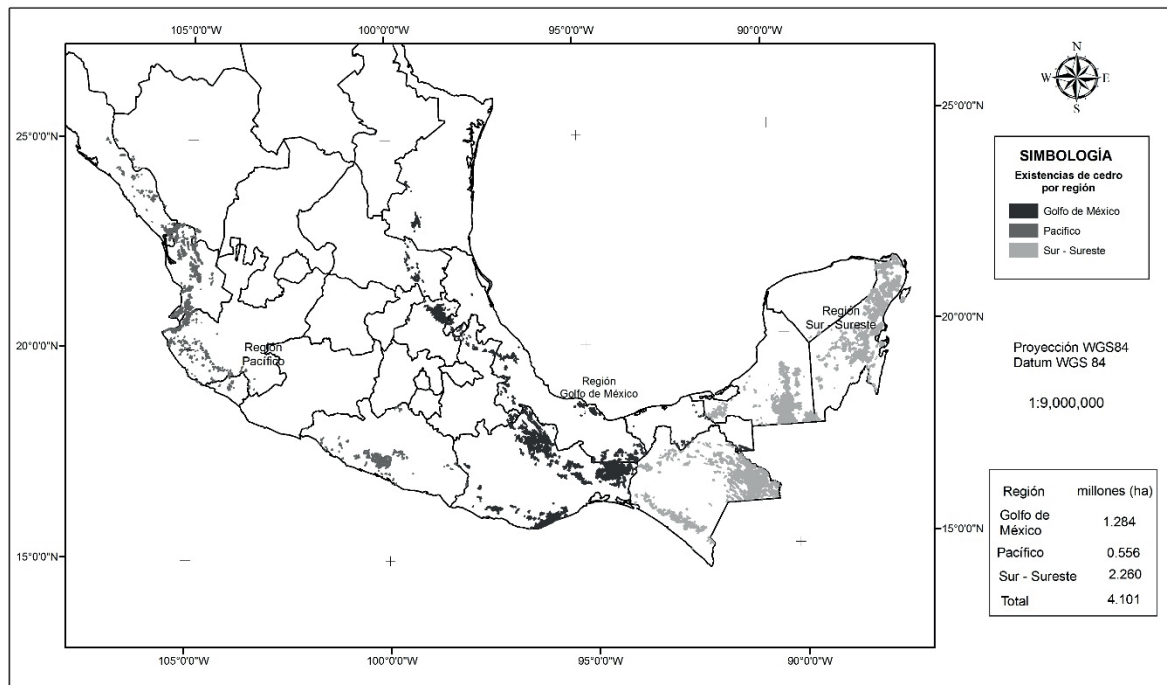 105°0'0"W 100°0'0"W 95°0'0"W 90°0'0"W
N
W E
S
25°0'0"N
25°0'0"N
SIMBOLOGÍA
Existencias de cedro
por región
Golfo de México
Pacifico
Sur - Sureste
Región
Sur - Sureste
20°0'0"N
20°0'0"N
Región
Pacífico
Región
Golfo de México
Proyección WGS84
Datum WGS 84
1:9,000,000
Región millones (ha)
Golfo de
México 1.284
Pacífico 0.556
Sur - Sureste 2.260
Total 4.101
15°0'0"N
15°0'0"N
105°0'0"W 100°0'0"W 95°0'0"W 90°0'0"W